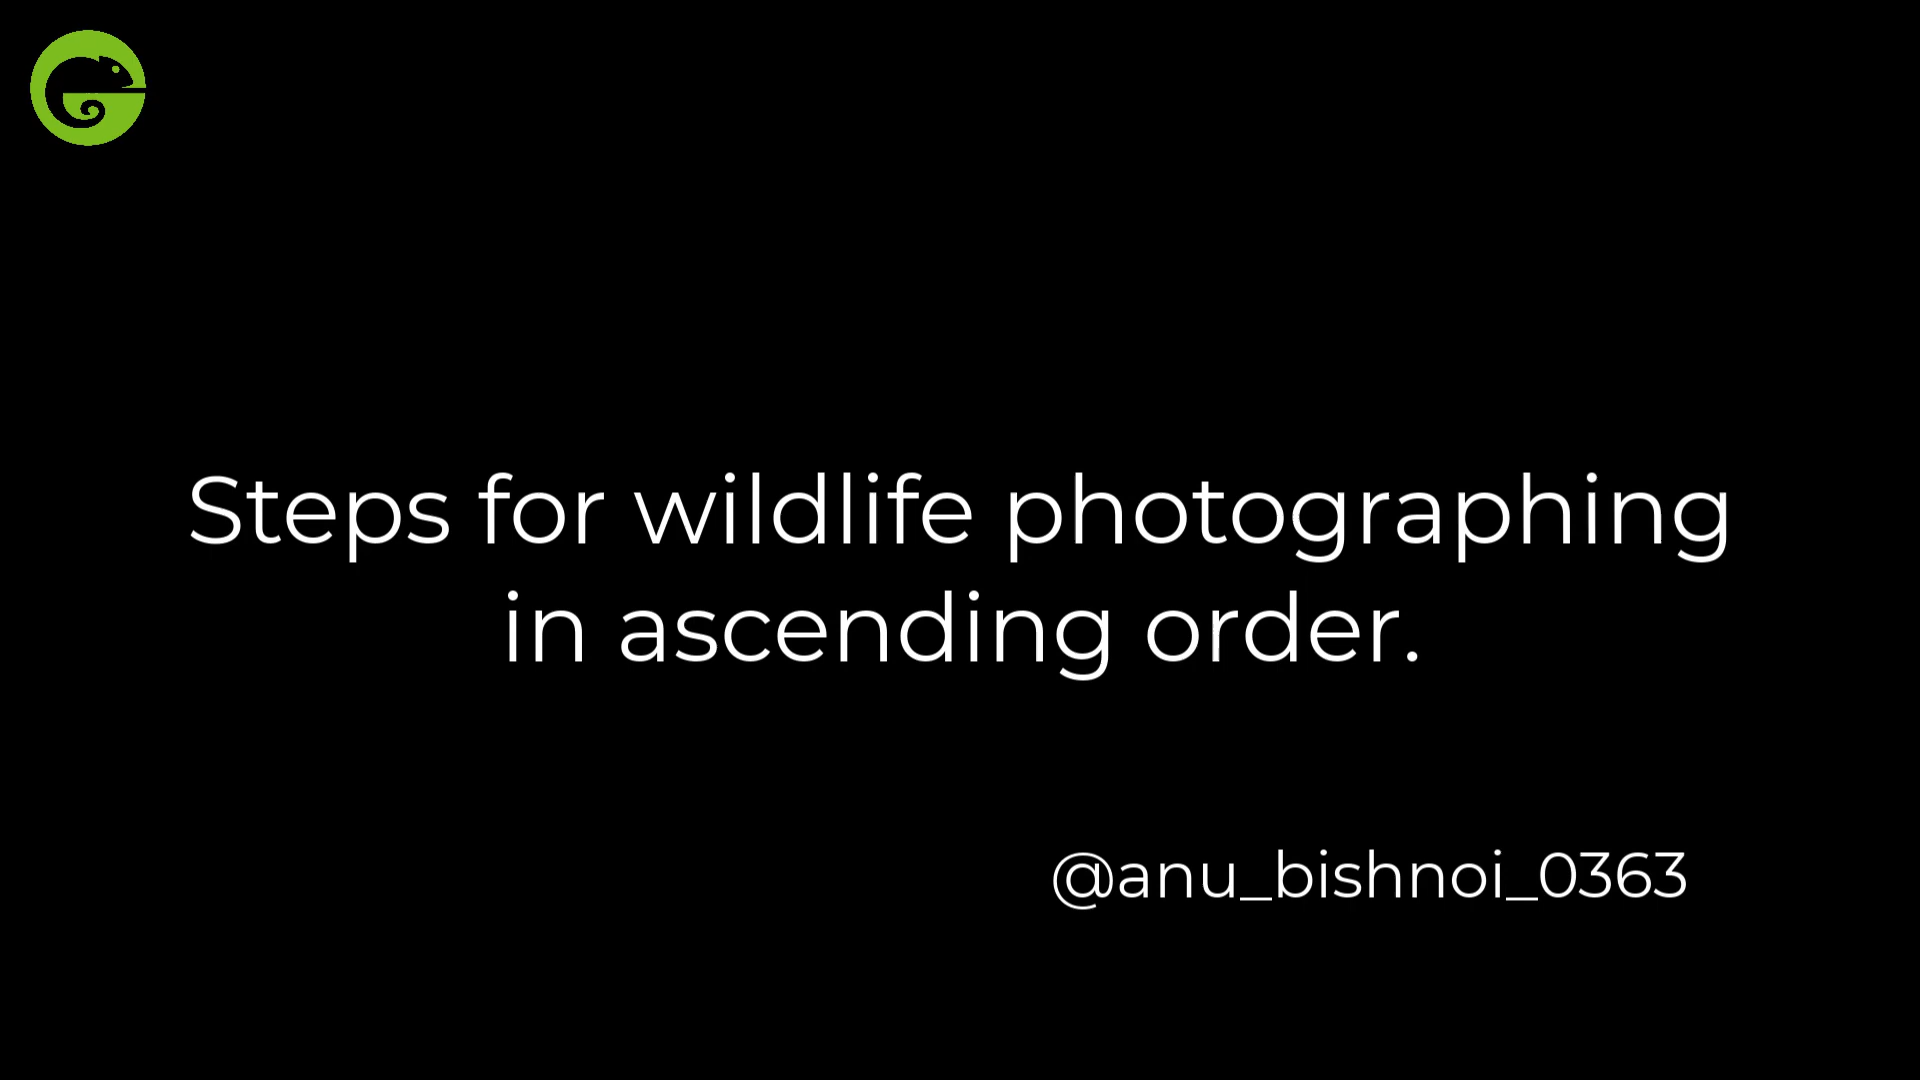 Steps for wildlife photographing
in ascending order.
@anu_bishnoi_0363